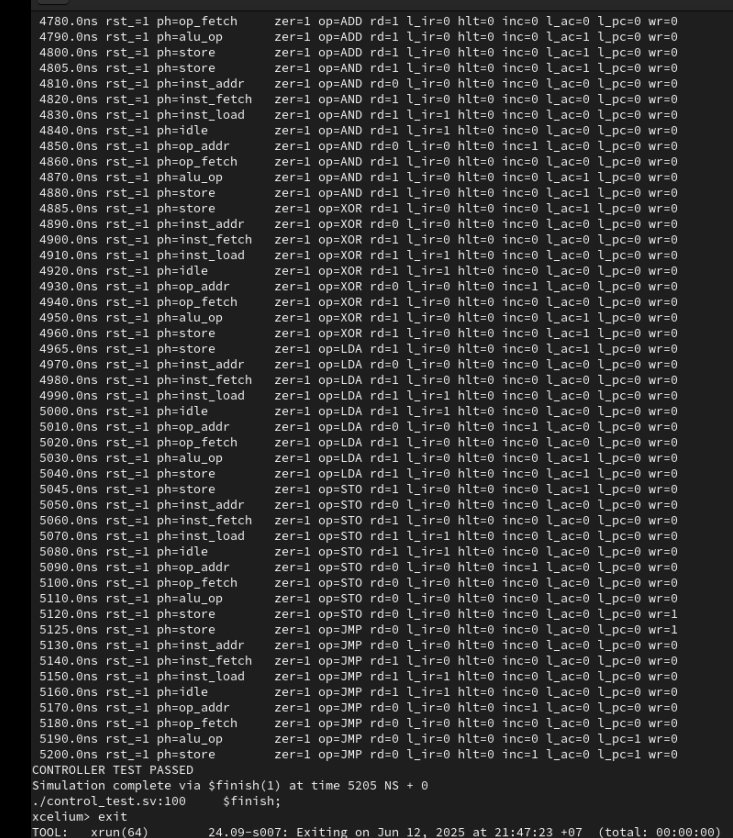 4780.0ns rst_=1 ph=op_fetch zer=1 op=ADD rd=1 l_ir=0 hlt=0 inc=0 l_ac=0 l_pc=0 wr=0
4790.0ns rst_=1 ph=alu_op zer=1 op=ADD rd=1 l_ir=0 hlt=0 inc=0 l_ac=1 l_pc=0 wr=0
4800.0ns rst_=1 ph=store zer=1 op=ADD rd=1 l_ir=0 hlt=0 inc=0 l_ac=1 l_pc=0 wr=0
4805.0ns rst_=1 ph=store zer=1 op=AND rd=1 l_ir=0 hlt=0 inc=0 l_ac=1 l_pc=0 wr=0
4810.0ns rst_=1 ph=inst_addr zer=1 op=AND rd=0 l_ir=0 hlt=0 inc=0 l_ac=0 l_pc=0 wr=0
4820.0ns rst_=1 ph=inst_fetch zer=1 op=AND rd=1 l_ir=0 hlt=0 inc=0 l_ac=0 l_pc=0 wr=0
4830.0ns rst_=1 ph=inst_load zer=1 op=AND rd=1 l_ir=1 hlt=0 inc=0 l_ac=0 l_pc=0 wr=0
4840.0ns rst_=1 ph=idle zer=1 op=AND rd=1 l_ir=1 hlt=0 inc=0 l_ac=0 l_pc=0 wr=0
4850.0ns rst_=1 ph=op_addr zer=1 op=AND rd=0 l_ir=0 hlt=0 inc=1 l_ac=0 l_pc=0 wr=0
4860.0ns rst_=1 ph=op_fetch zer=1 op=AND rd=1 l_ir=0 hlt=0 inc=0 l_ac=0 l_pc=0 wr=0
4870.0ns rst_=1 ph=alu_op zer=1 op=AND rd=1 l_ir=0 hlt=0 inc=0 l_ac=1 l_pc=0 wr=0
4880.0ns rst_=1 ph=store zer=1 op=AND rd=1 l_ir=0 hlt=0 inc=0 l_ac=1 l_pc=0 wr=0
4885.0ns rst_=1 ph=store zer=1 op=XOR rd=1 l_ir=0 hlt=0 inc=0 l_ac=1 l_pc=0 wr=0
4890.0ns rst_=1 ph=inst_addr zer=1 op=XOR rd=0 l_ir=0 hlt=0 inc=0 l_ac=0 l_pc=0 wr=0
4900.0ns rst_=1 ph=inst_fetch zer=1 op=XOR rd=1 l_ir=0 hlt=0 inc=0 l_ac=0 l_pc=0 wr=0
4910.0ns rst_=1 ph=inst_load zer=1 op=XOR rd=1 l_ir=1 hlt=0 inc=0 l_ac=0 l_pc=0 wr=0
4920.0ns rst_=1 ph=idle zer=1 op=XOR rd=1 l_ir=1 hlt=0 inc=0 l_ac=0 l_pc=0 wr=0
4930.0ns rst_=1 ph=op_addr zer=1 op=XOR rd=0 l_ir=0 hlt=0 inc=1 l_ac=0 l_pc=0 wr=0
4940.0ns rst_=1 ph=op_fetch zer=1 op=XOR rd=1 l_ir=0 hlt=0 inc=0 l_ac=0 l_pc=0 wr=0
4950.0ns rst_=1 ph=alu_op zer=1 op=XOR rd=1 l_ir=0 hlt=0 inc=0 l_ac=1 l_pc=0 wr=0
4960.0ns rst_=1 ph=store zer=1 op=XOR rd=1 l_ir=0 hlt=0 inc=0 l_ac=1 l_pc=0 wr=0
4965.0ns rst_=1 ph=store zer=1 op=LDA rd=1 l_ir=0 hlt=0 inc=0 l_ac=1 l_pc=0 wr=0
4970.0ns rst_=1 ph=inst_addr zer=1 op=LDA rd=0 l_ir=0 hlt=0 inc=0 l_ac=0 l_pc=0 wr=0
4980.0ns rst_=1 ph=inst_fetch zer=1 op=LDA rd=1 l_ir=0 hlt=0 inc=0 l_ac=0 l_pc=0 wr=0
4990.0ns rst_=1 ph=inst_load zer=1 op=LDA rd=1 l_ir=1 hlt=0 inc=0 l_ac=0 l_pc=0 wr=0
5000.0ns rst_=1 ph=idle zer=1 op=LDA rd=1 l_ir=1 hlt=0 inc=0 l_ac=0 l_pc=0 wr=0
5010.0ns rst_=1 ph=op_addr zer=1 op=LDA rd=0 l_ir=0 hlt=0 inc=1 l_ac=0 l_pc=0 wr=0
5020.0ns rst_=1 ph=op_fetch zer=1 op=LDA rd=1 l_ir=0 hlt=0 inc=0 l_ac=0 l_pc=0 wr=0
5030.0ns rst_=1 ph=alu_op zer=1 op=LDA rd=1 l_ir=0 hlt=0 inc=0 l_ac=1 l_pc=0 wr=0
5040.0ns rst_=1 ph=store zer=1 op=LDA rd=1 l_ir=0 hlt=0 inc=0 l_ac=1 l_pc=0 wr=0
5045.0ns rst_=1 ph=store zer=1 op=STO rd=1 l_ir=0 hlt=0 inc=0 l_ac=1 l_pc=0 wr=0
5050.0ns rst_=1 ph=inst_addr zer=1 op=STO rd=0 l_ir=0 hlt=0 inc=0 l_ac=0 l_pc=0 wr=0
5060.0ns rst_=1 ph=inst_fetch zer=1 op=STO rd=1 l_ir=0 hlt=0 inc=0 l_ac=0 l_pc=0 wr=0
5070.0ns rst_=1 ph=inst_load zer=1 op=STO rd=1 l_ir=1 hlt=0 inc=0 l_ac=0 l_pc=0 wr=0
5080.0ns rst_=1 ph=idle zer=1 op=STO rd=1 l_ir=1 hlt=0 inc=0 l_ac=0 l_pc=0 wr=0
5090.0ns rst_=1 ph=op_addr zer=1 op=STO rd=0 l_ir=0 hlt=0 inc=1 l_ac=0 l_pc=0 wr=0
5100.0ns rst_=1 ph=op_fetch zer=1 op=STO rd=0 l_ir=0 hlt=0 inc=0 l_ac=0 l_pc=0 wr=0
5110.0ns rst_=1 ph=alu_op zer=1 op=STO rd=0 l_ir=0 hlt=0 inc=0 l_ac=0 l_pc=0 wr=0
5120.0ns rst_=1 ph=store zer=1 op=STO rd=0 l_ir=0 hlt=0 inc=0 l_ac=0 l_pc=0 wr=1
5125.0ns rst_=1 ph=store zer=1 op=JMP rd=0 l_ir=0 hlt=0 inc=0 l_ac=0 l_pc=0 wr=1
5130.0ns rst_=1 ph=inst_addr zer=1 op=JMP rd=0 l_ir=0 hlt=0 inc=0 l_ac=0 l_pc=0 wr=0
5140.0ns rst_=1 ph=inst_fetch zer=1 op=JMP rd=1 l_ir=0 hlt=0 inc=0 l_ac=0 l_pc=0 wr=0
5150.0ns rst_=1 ph=inst_load zer=1 op=JMP rd=1 l_ir=1 hlt=0 inc=0 l_ac=0 l_pc=0 wr=0
5160.0ns rst_=1 ph=idle zer=1 op=JMP rd=1 l_ir=1 hlt=0 inc=0 l_ac=0 l_pc=0 wr=0
5170.0ns rst_=1 ph=op_addr zer=1 op=JMP rd=0 l_ir=0 hlt=0 inc=1 l_ac=0 l_pc=0 wr=0
5180.0ns rst_=1 ph=op_fetch zer=1 op=JMP rd=0 l_ir=0 hlt=0 inc=0 l_ac=0 l_pc=0 wr=0
5190.0ns rst_=1 ph=alu_op zer=1 op=JMP rd=0 l_ir=0 hlt=0 inc=0 l_ac=0 l_pc=1 wr=0
5200.0ns rst_=1 ph=store zer=1 op=JMP rd=0 l_ir=0 hlt=0 inc=1 l_ac=0 l_pc=1 wr=0
CONTROLLER TEST PASSED
Simulation complete via $finish(1) at time 5205 NS + 0
./control_test.sv:100 $finish;
xcelium> exit
TOOL: xrun(64) 24.09-s007: Exiting on Jun 12, 2025 at 21:47:23 +07 (total: 00:00:00)